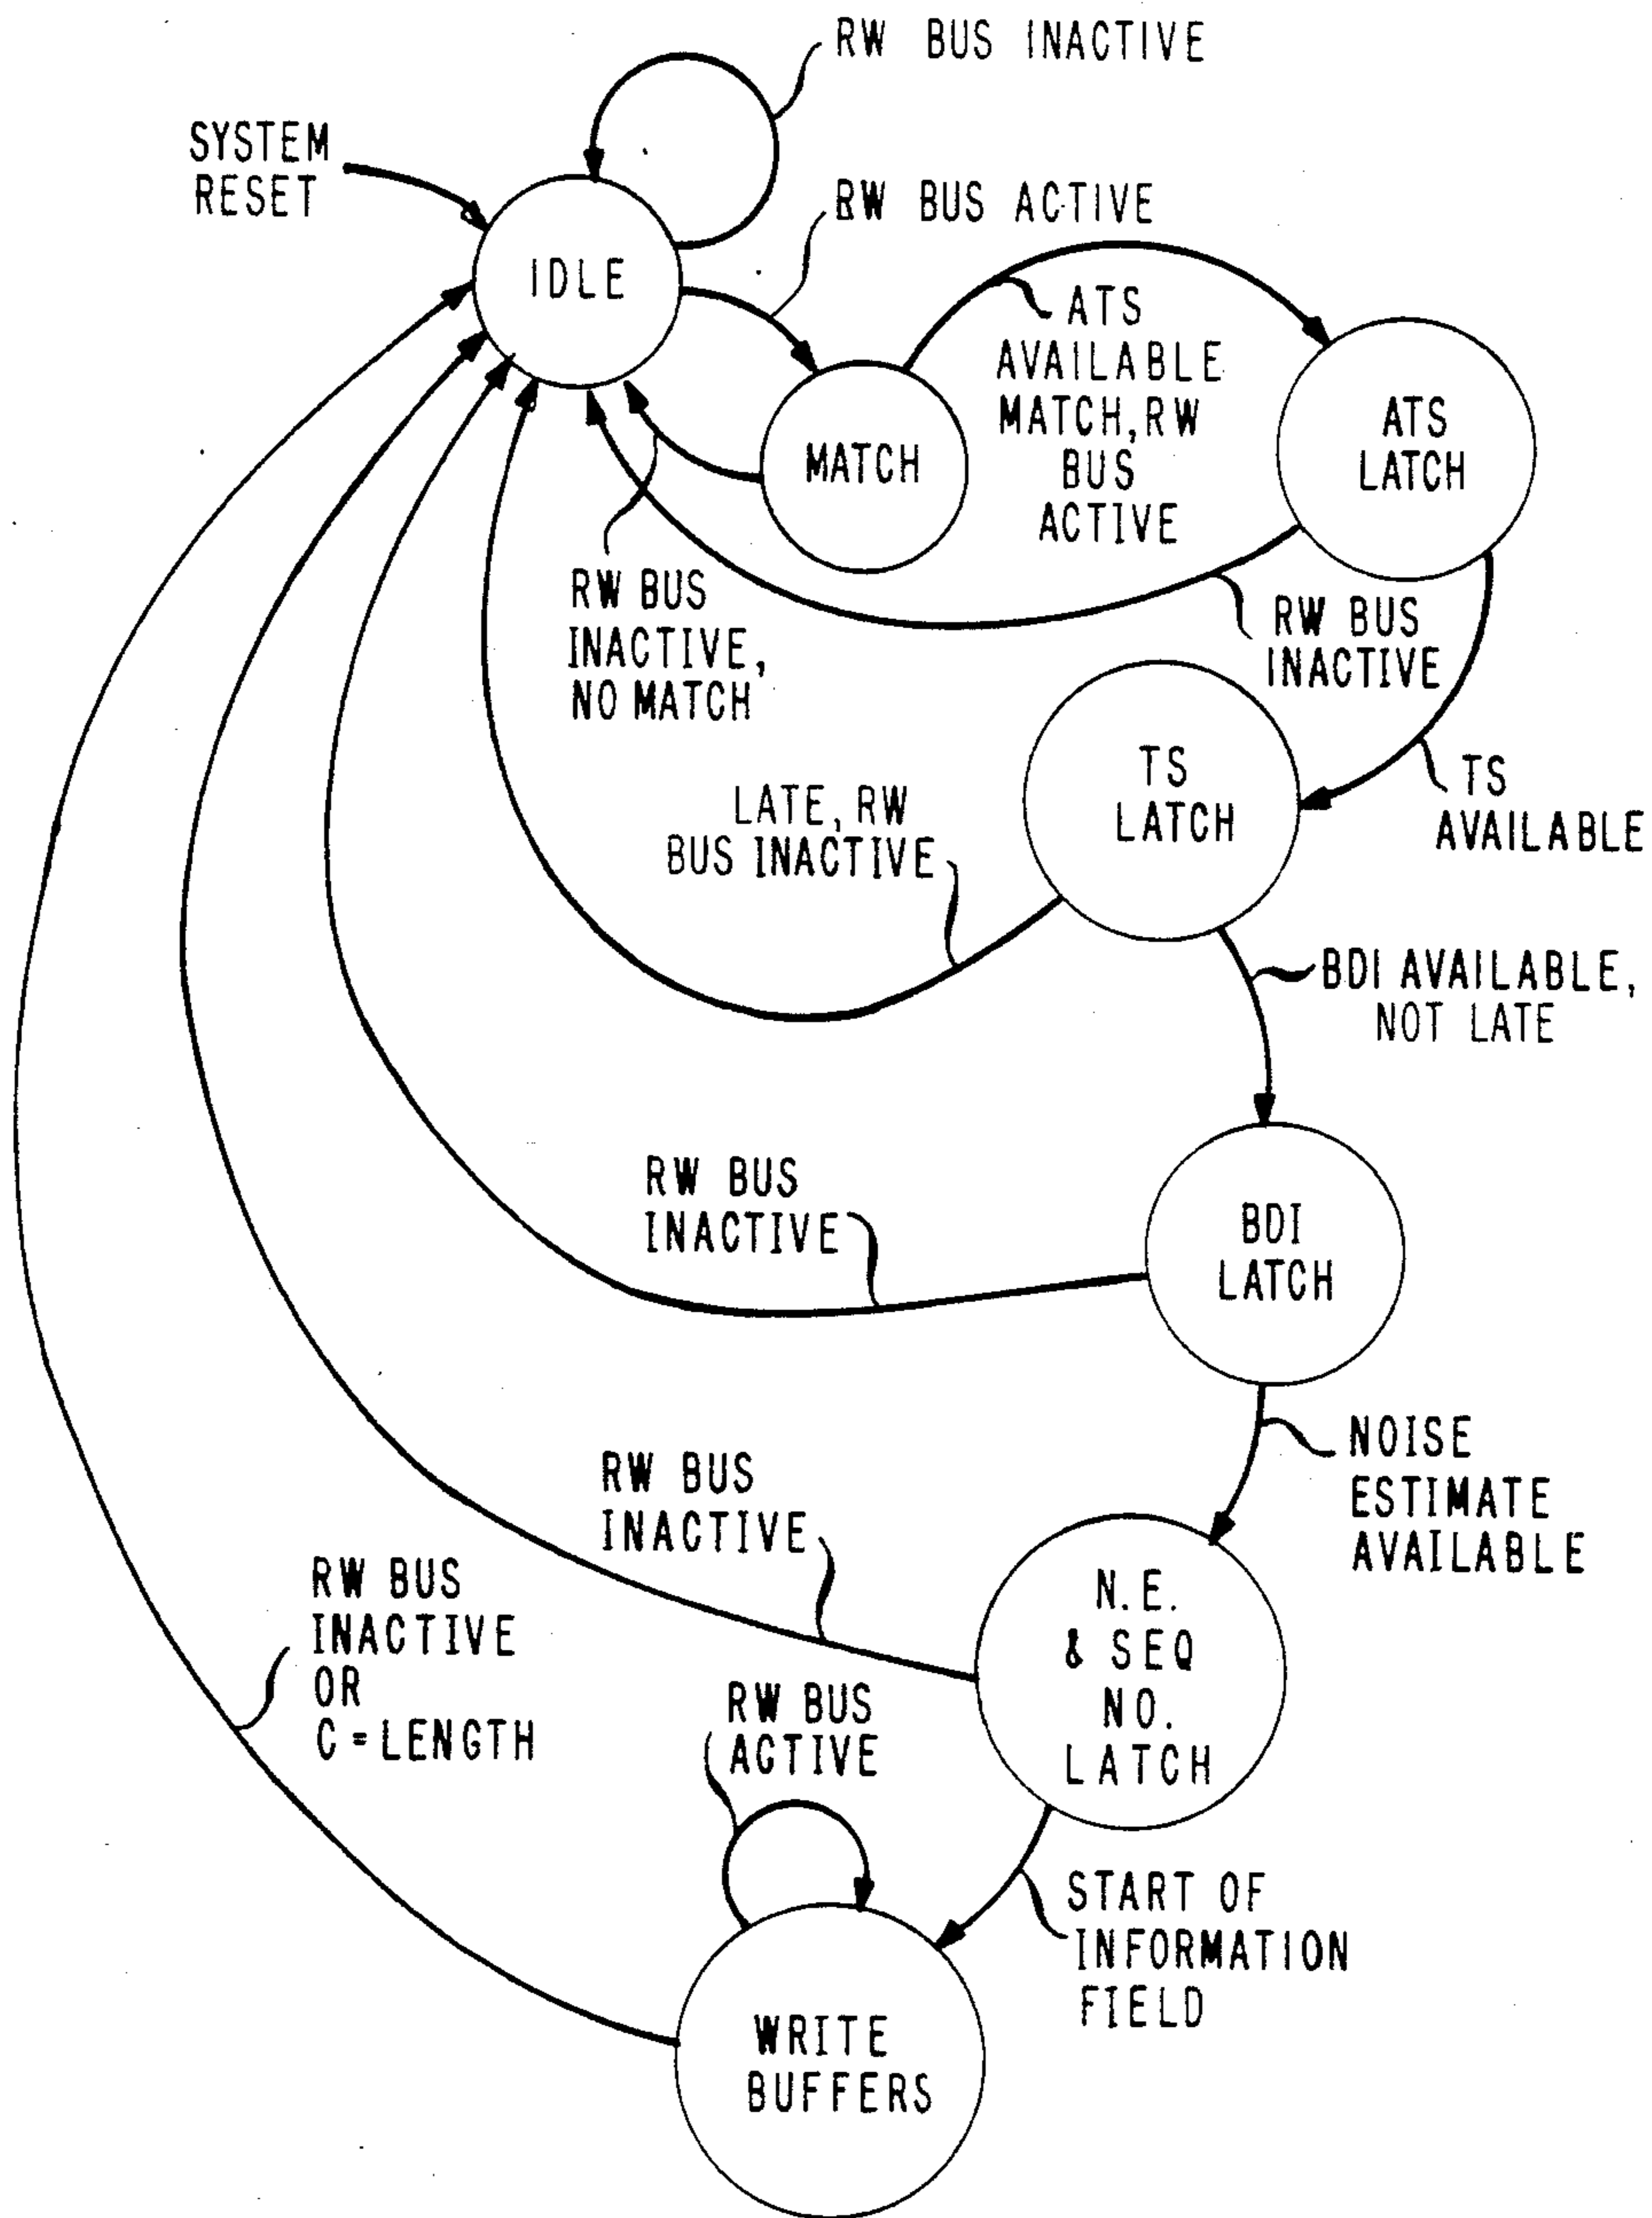 RW BUS INACTIVE
SYSTEM
RESET
RW BUS ACTIVE
IDLE
ATS
AVAILABLE
MATCH, RW
BUS
ACTIVE
MATCH
ATS
LATCH
RW BUS
INACTIVE,
NO MATCH
RW BUS
INACTIVE
TS
LATCH
TS
AVAILABLE
LATE, RW
BUS INACTIVE
BDI AVAILABLE,
NOT LATE
RW BUS
INACTIVE
BDI
LATCH
NOISE
ESTIMATE
AVAILABLE
RW BUS
INACTIVE
N.E.
& SEQ
NO.
LATCH
RW BUS
INACTIVE
OR
C = LENGTH
RW BUS
ACTIVE
START OF
INFORMATION
FIELD
WRITE
BUFFERS